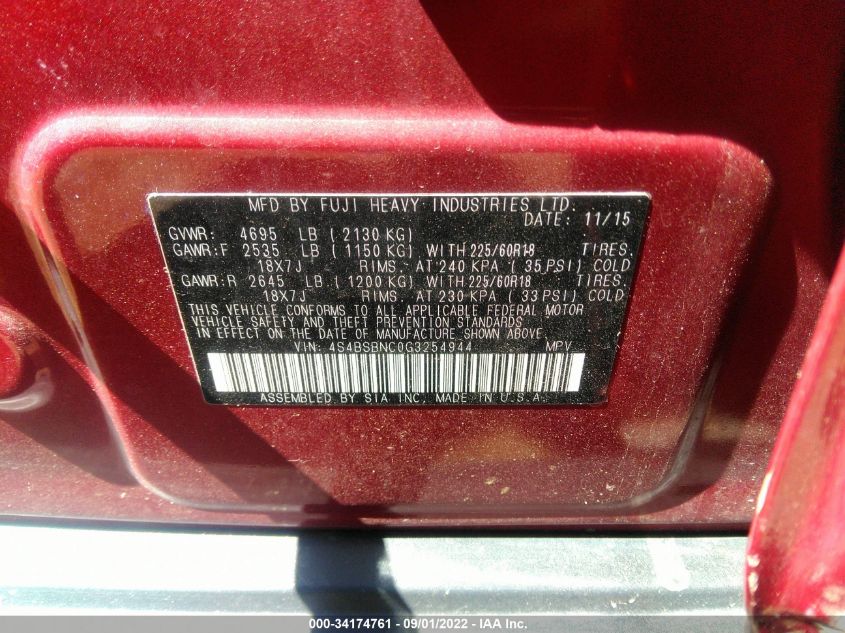 MFD BY FUJI HEAVY INDUSTRIES LTD.
DATE: 11/15
GVWR: 4695 LB ( 2130 KG)
GAWR:F 2535 LB ( 1150 KG) WITH 225/60R18 TIRES,
18X7J RIMS, AT 240 KPA ( 35 PSI) COLD
GAWR:R 2645 LB ( 1200 KG) WITH 225/60R18 TIRES,
18X7J RIMS, AT 230 KPA ( 33 PSI) COLD
THIS VEHICLE CONFORMS TO ALL APPLICABLE FEDERAL MOTOR
VEHICLE SAFETY AND THEFT PREVENTION STANDARDS
IN EFFECT ON THE DATE OF MANUFACTURE SHOWN ABOVE.
VIN: 4S4BSBNC0G3254944 MPV
ASSEMBLED BY SIA INC. MADE IN U.S.A.
000-34174761 - 09/01/2022 - IAA Inc.